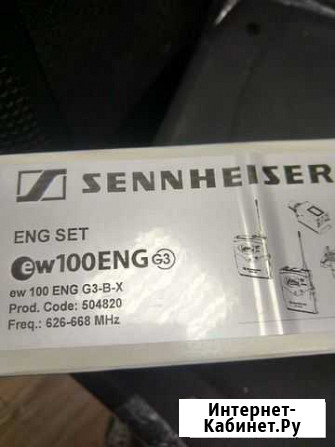 SENNHEISER
ENG SET
ew100ENG G3
ew 100 ENG G3-B-X
Prod. Code: 504820
Freq.: 626-668 MHz
Интернет-
Кабинет.Ру